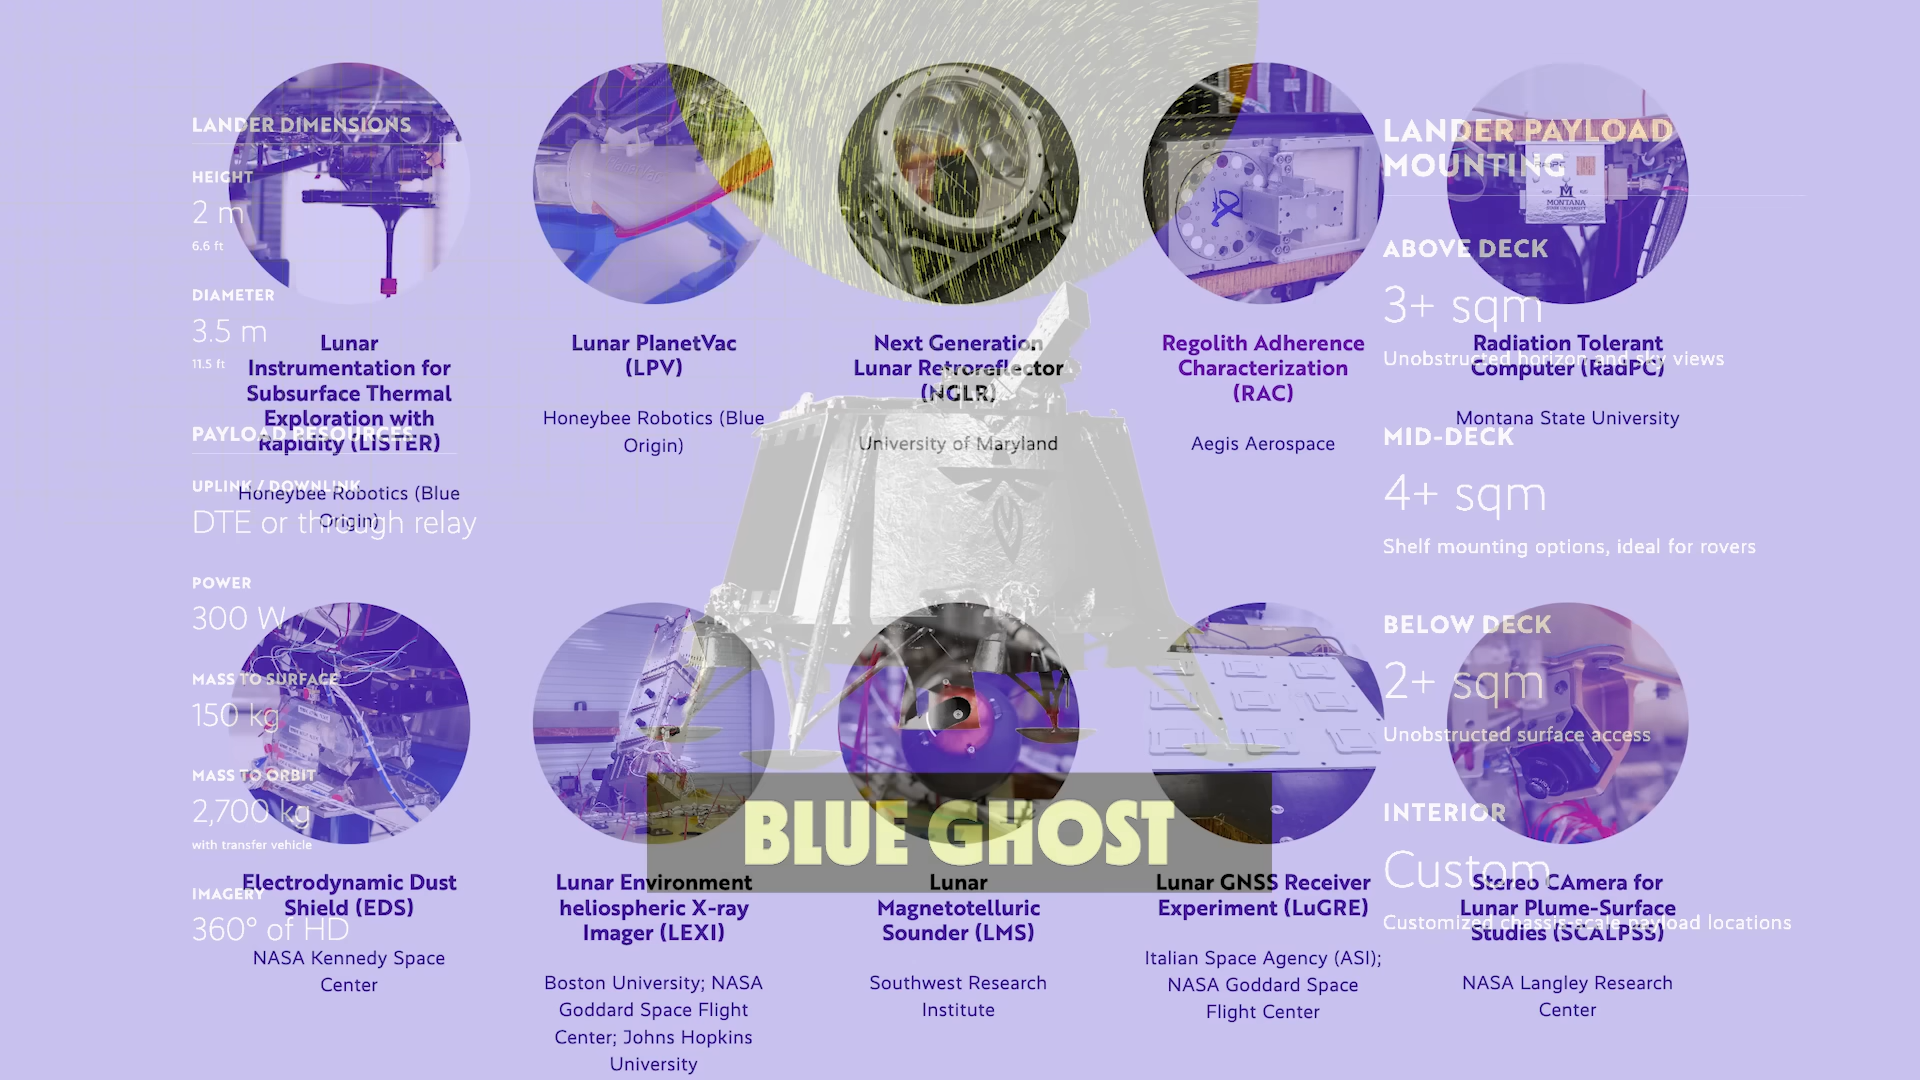 LANDER DIMENSIONS
HEIGHT
2 m
6.6 ft
DIAMETER
3.5 m
11.5 ft
PAYLOAD RESOURCES
UPLINK / DOWNLINK
DTE or through relay
POWER
300 W
MASS TO SURFACE
150 kg
MASS TO ORBIT
2,700 kg
with transfer vehicle
IMAGERY
360° of HD
LANDER PAYLOAD
MOUNTING
ABOVE DECK
3+ sqm
Unobstructed horizon and sky views
MID-DECK
4+ sqm
Shelf mounting options, ideal for rovers
BELOW DECK
2+ sqm
Unobstructed surface access
INTERIOR
Custom
Customized chassis-scale payload locations
Lunar
Instrumentation for
Subsurface Thermal
Exploration with
Rapidity (LISTER)
Honeybee Robotics (Blue
Origin)
Lunar PlanetVac
(LPV)
Honeybee Robotics (Blue
Origin)
Next Generation
Lunar Retroreflector
(NGLR)
University of Maryland
Regolith Adherence
Characterization
(RAC)
Aegis Aerospace
MONTANA
Radiation Tolerant
Computer (RadPC)
Montana State University
Electrodynamic Dust
Shield (EDS)
NASA Kennedy Space
Center
Lunar Environment
heliospheric X-ray
Imager (LEXI)
Boston University; NASA
Goddard Space Flight
Center; Johns Hopkins
University
Lunar
Magnetotelluric
Sounder (LMS)
Southwest Research
Institute
Lunar GNSS Receiver
Experiment (LuGRE)
Italian Space Agency (ASI);
NASA Goddard Space
Flight Center
Stereo CAmera for
Lunar Plume-Surface
Studies (SCALPSS)
NASA Langley Research
Center
BLUE GHOST